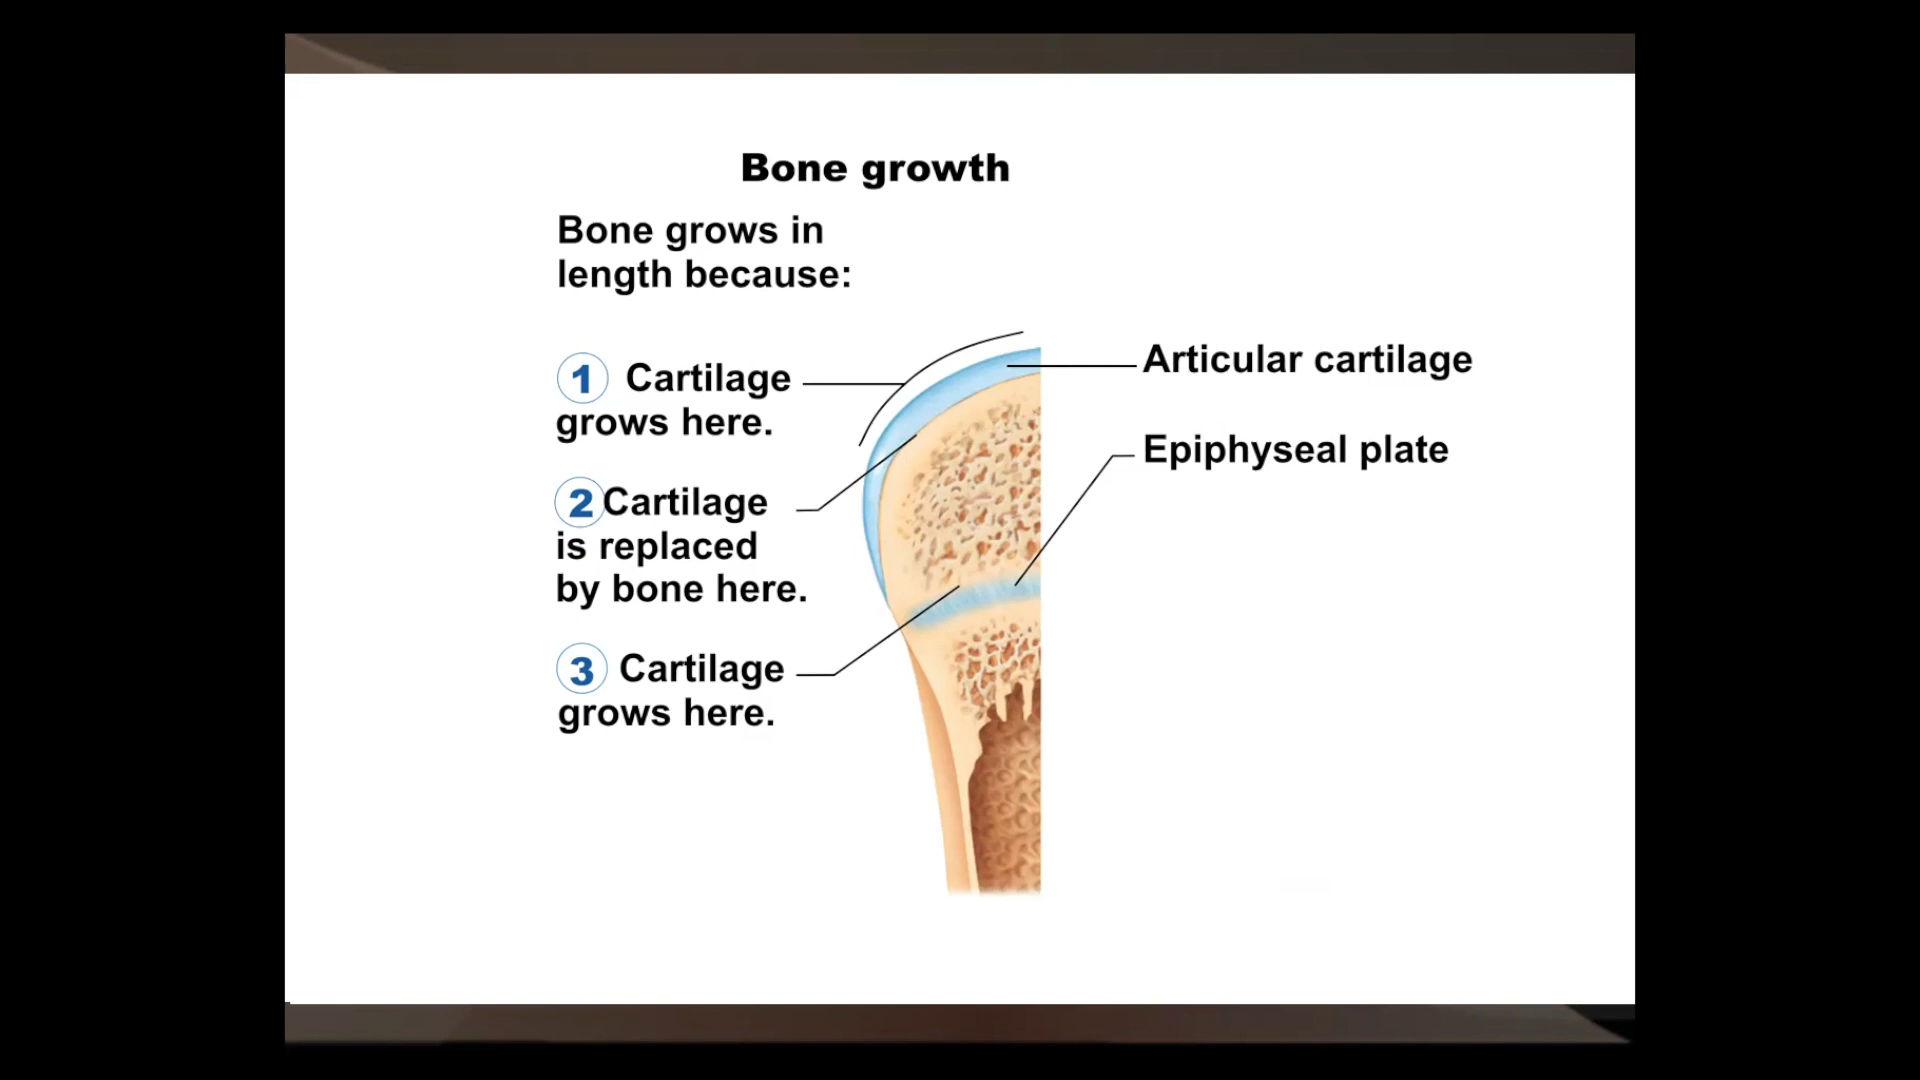 Bone growth
Bone grows in
length because:
1 Cartilage
grows here.
2 Cartilage
is replaced
by bone here.
3 Cartilage
grows here.
Articular cartilage
Epiphyseal plate